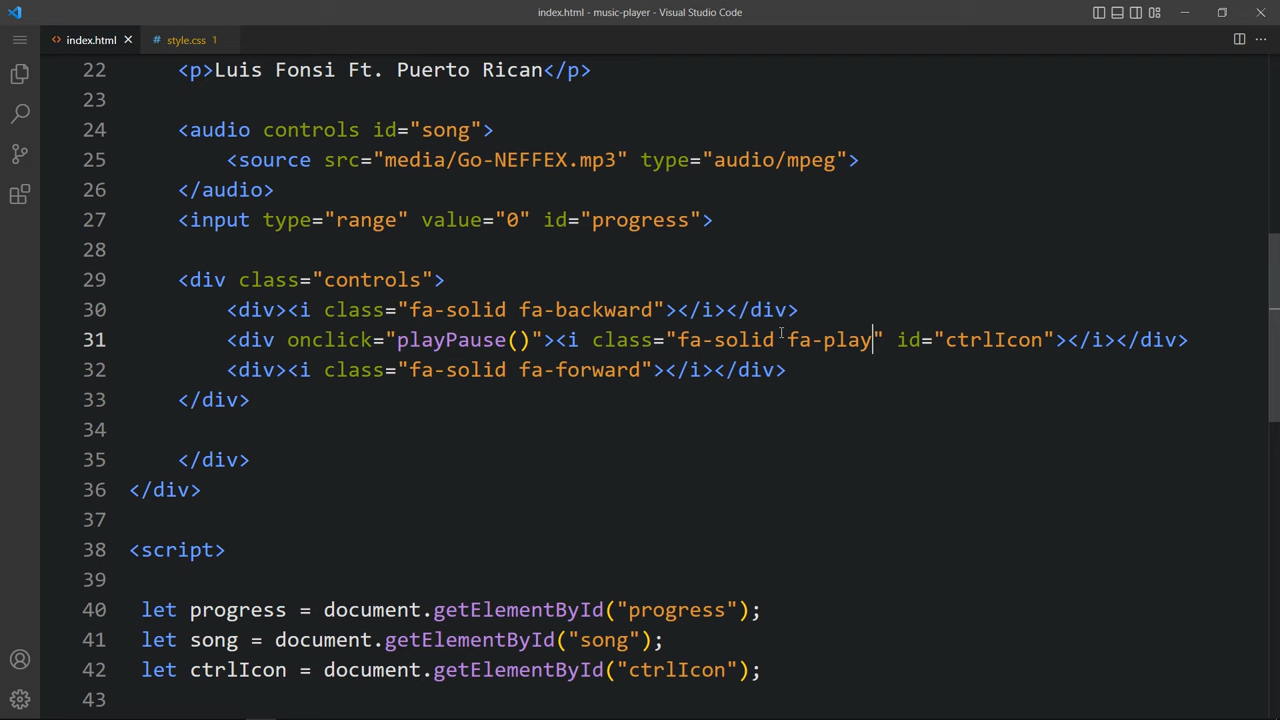 index.html - music-player - Visual Studio Code
<> index.html × # style.css 1
22 <p>Luis Fonsi Ft. Puerto Rican</p>
23
24 <audio controls id="song">
25 <source src="media/Go-NEFFEX.mp3" type="audio/mpeg">
26 </audio>
27 <input type="range" value="0" id="progress">
28
29 <div class="controls">
30 <div><i class="fa-solid fa-backward"></i></div>
31 <div onclick="playPause()"><i class="fa-solid fa-play" id="ctrlIcon"></i></div>
32 <div><i class="fa-solid fa-forward"></i></div>
33 </div>
34
35 </div>
36 </div>
37
38 <script>
39
40 let progress = document.getElementById("progress");
41 let song = document.getElementById("song");
42 let ctrlIcon = document.getElementById("ctrlIcon");
43